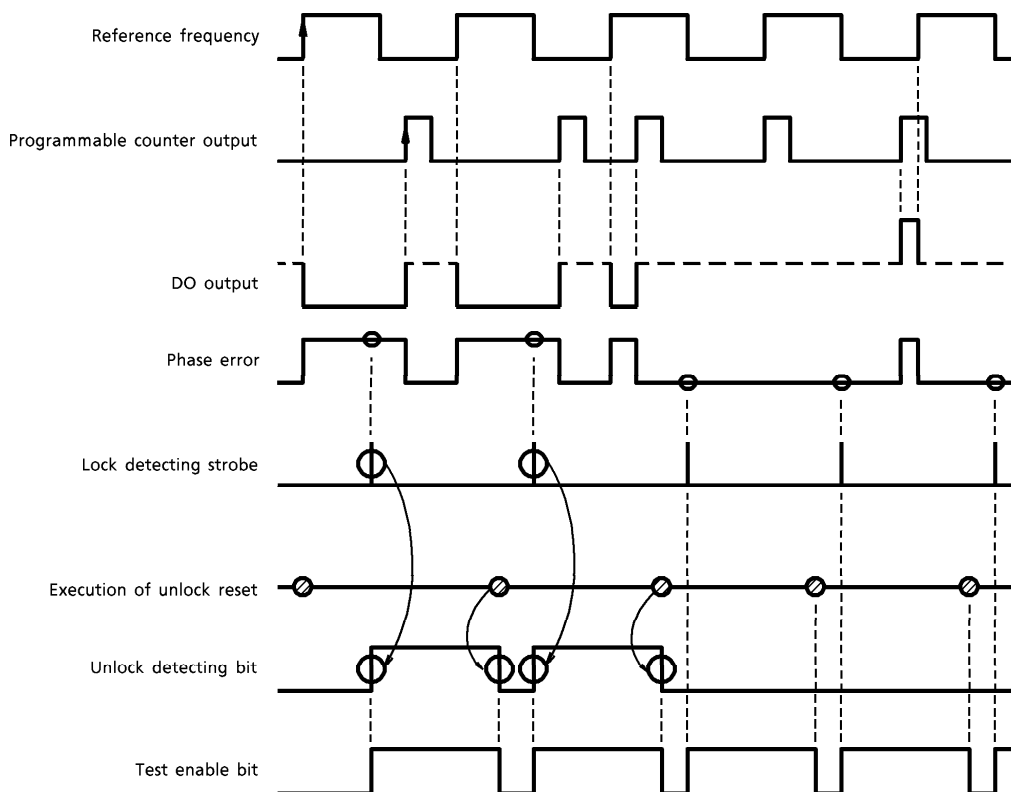 Reference frequency
Programmable counter output
DO output
Phase error
Lock detecting strobe
Execution of unlock reset
Unlock detecting bit
Test enable bit